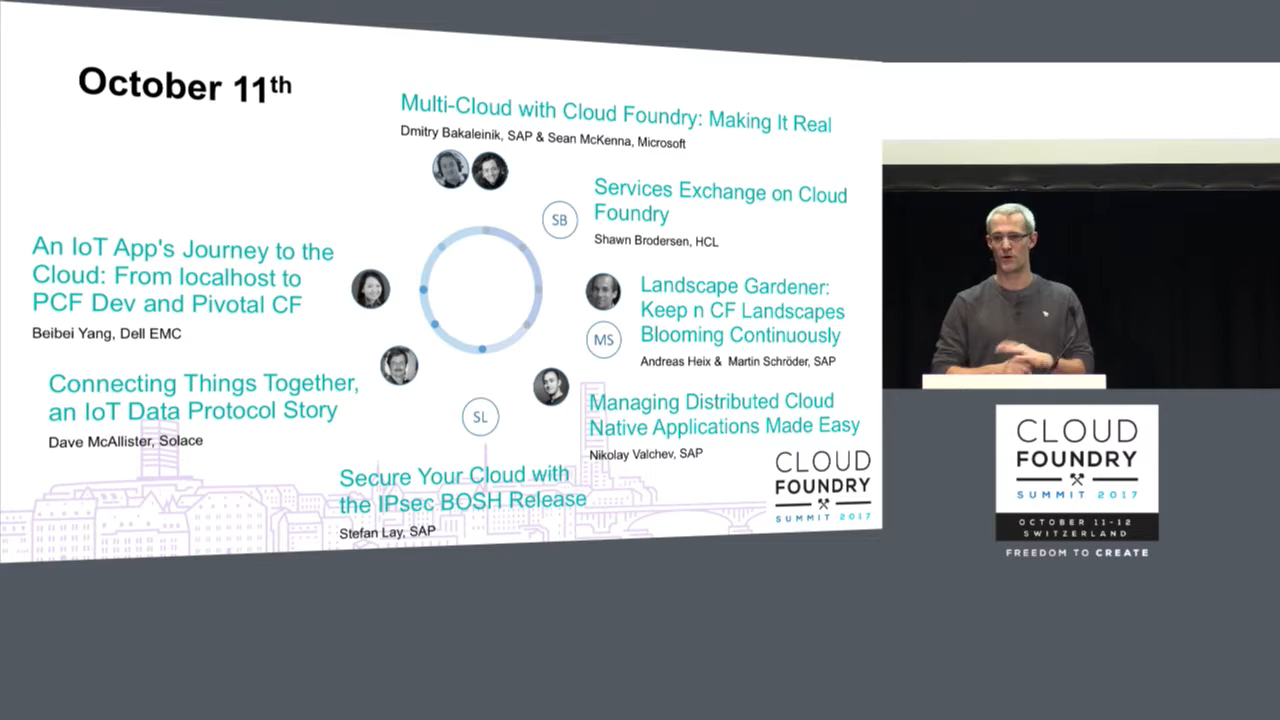 October 11th
Multi-Cloud with Cloud Foundry: Making It Real
Dmitry Bakaleinik, SAP & Sean McKenna, Microsoft
SB
Services Exchange on Cloud
Foundry
Shawn Brodersen, HCL
An IoT App's Journey to the
Cloud: From localhost to
PCF Dev and Pivotal CF
Beibei Yang, Dell EMC
Landscape Gardener:
Keep n CF Landscapes
Blooming Continuously
MS
Andreas Heix & Martin Schröder, SAP
Connecting Things Together,
an IoT Data Protocol Story
Dave McAllister, Solace
Managing Distributed Cloud
Native Applications Made Easy
Nikolay Valchev, SAP
SL
Secure Your Cloud with
the IPsec BOSH Release
Stefan Lay, SAP
CLOUD
FOUNDRY
SUMMIT 2017
CLOUD
FOUNDRY
SUMMIT 2017
OCTOBER 11-12
SWITZERLAND
FREEDOM TO CREATE